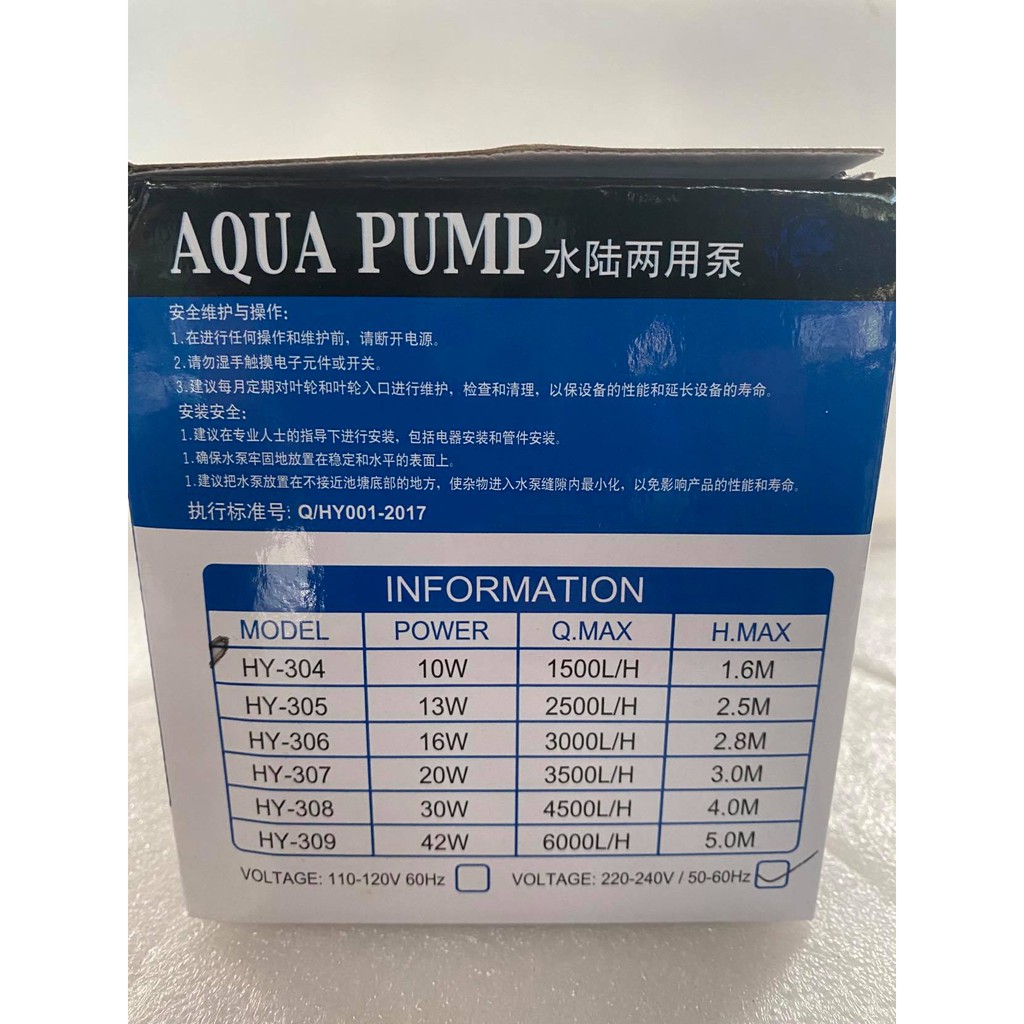 AQUA PUMP水陆两用泵
安全维护与操作:
1.在进行任何操作和维护前，请断开电源。
2.请勿湿手触摸电子元件或开关。
3.建议每月定期对叶轮和叶轮入口进行维护，检查和清理，以保设备的性能和延长设备的寿命。
安装安全:
1.建议在专业人士的指导下进行安装，包括电器安装和管件安装。
1.确保水泵牢固地放置在稳定和水平的表面上。
1.建议把水泵放置在不接近池塘底部的地方，使杂物进入水泵缝隙内最小化，以免影响产品的性能和寿命。
执行标准号: Q/HY001-2017
INFORMATION
MODEL POWER Q.MAX H.MAX
HY-304 10W 1500L/H 1.6M
HY-305 13W 2500L/H 2.5M
HY-306 16W 3000L/H 2.8M
HY-307 20W 3500L/H 3.0M
HY-308 30W 4500L/H 4.0M
HY-309 42W 6000L/H 5.0M
VOLTAGE: 110-120V 60Hz VOLTAGE: 220-240V / 50-60Hz